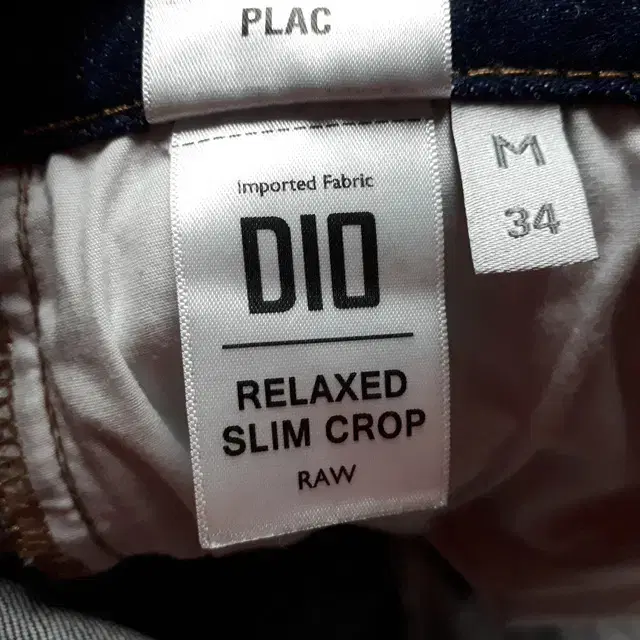 PLAC
Imported Fabric
DIO
RELAXED
SLIM CROP
RAW
M
34